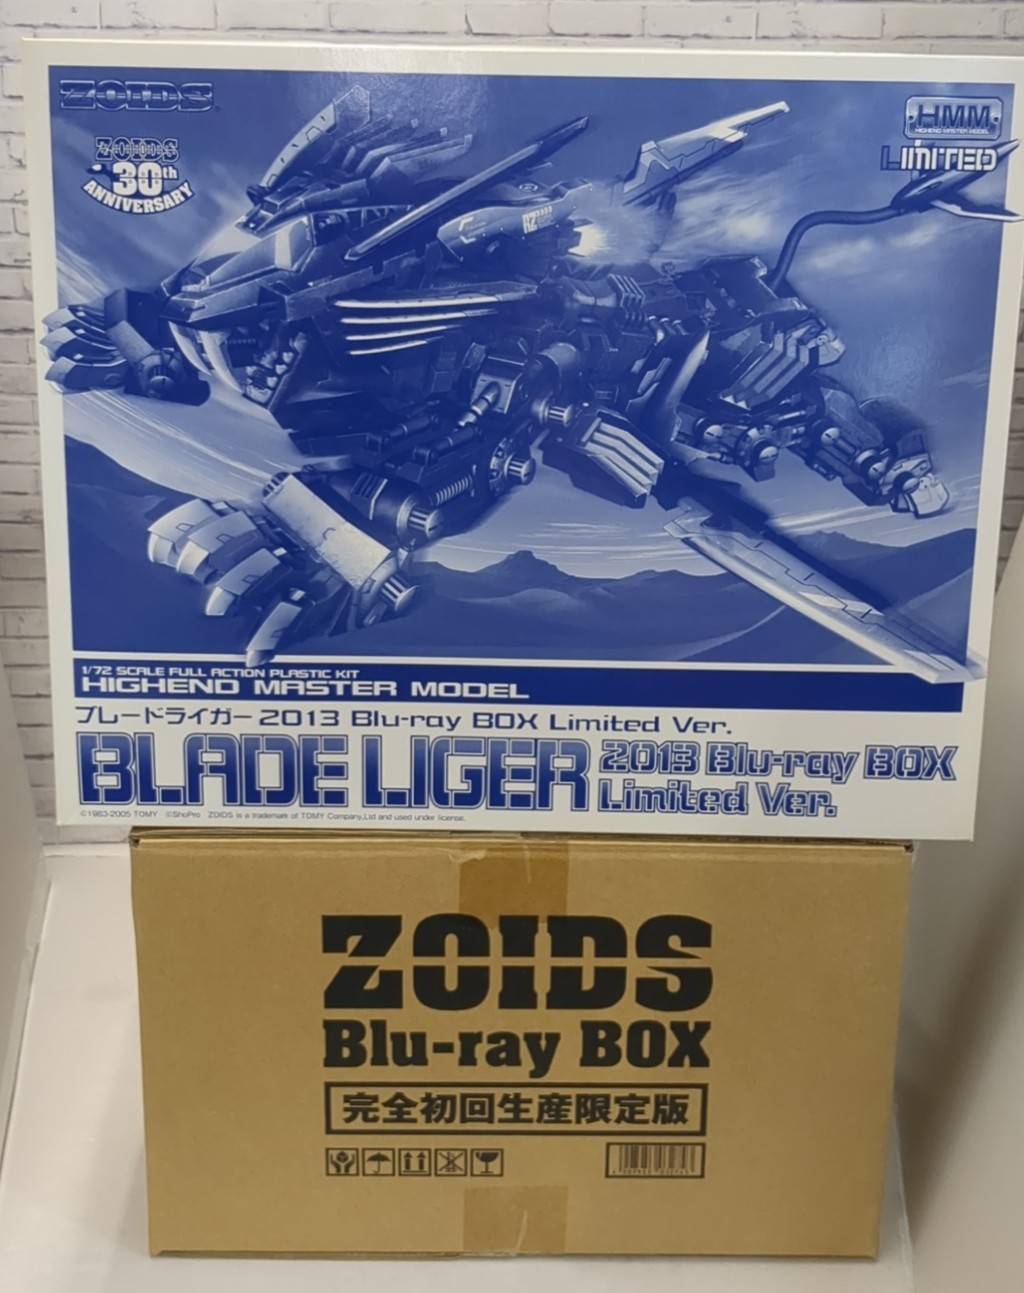 ZOIDS
ZOIDS
30th
ANNIVERSARY
HMM
HIGHEND MASTER MODEL
LIMITED
RZ
1/72 SCALE FULL ACTION PLASTIC KIT
HIGHEND MASTER MODEL
ブレードライガー 2013 Blu-ray BOX Limited Ver.
BLADE LIGER 2013 Blu-ray BOX
Limited Ver.
©1983-2005 TOMY ©ShoPro ZOIDS is a trademark of TOMY Company,Ltd and used under license.
ZOIDS
Blu-ray BOX
完全初回生産限定版